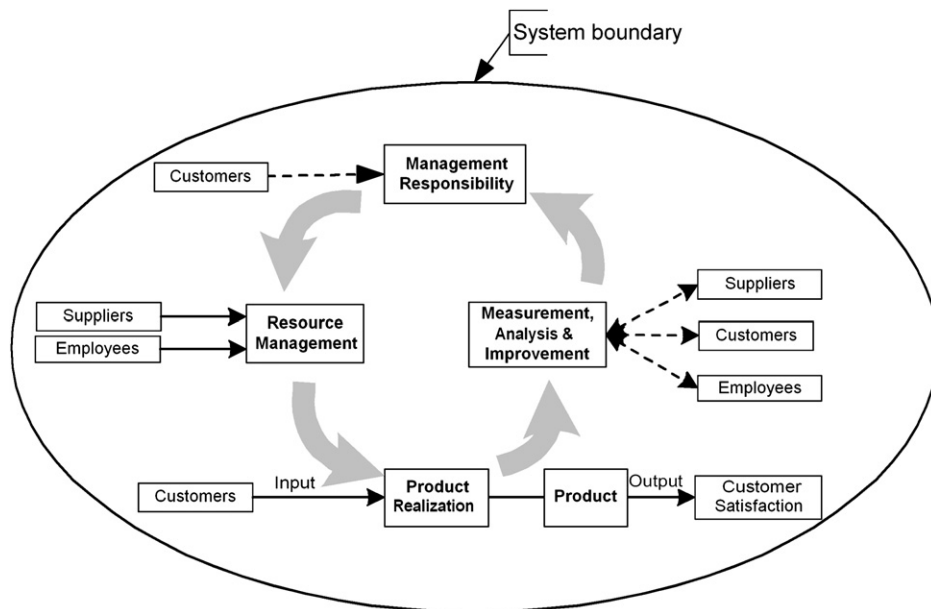 System boundary
Management
Responsibility
Customers
Suppliers
Employees
Resource
Management
Measurement,
Analysis &
Improvement
Suppliers
Customers
Employees
Customers
Input
Product
Realization
Product
Output
Customer
Satisfaction